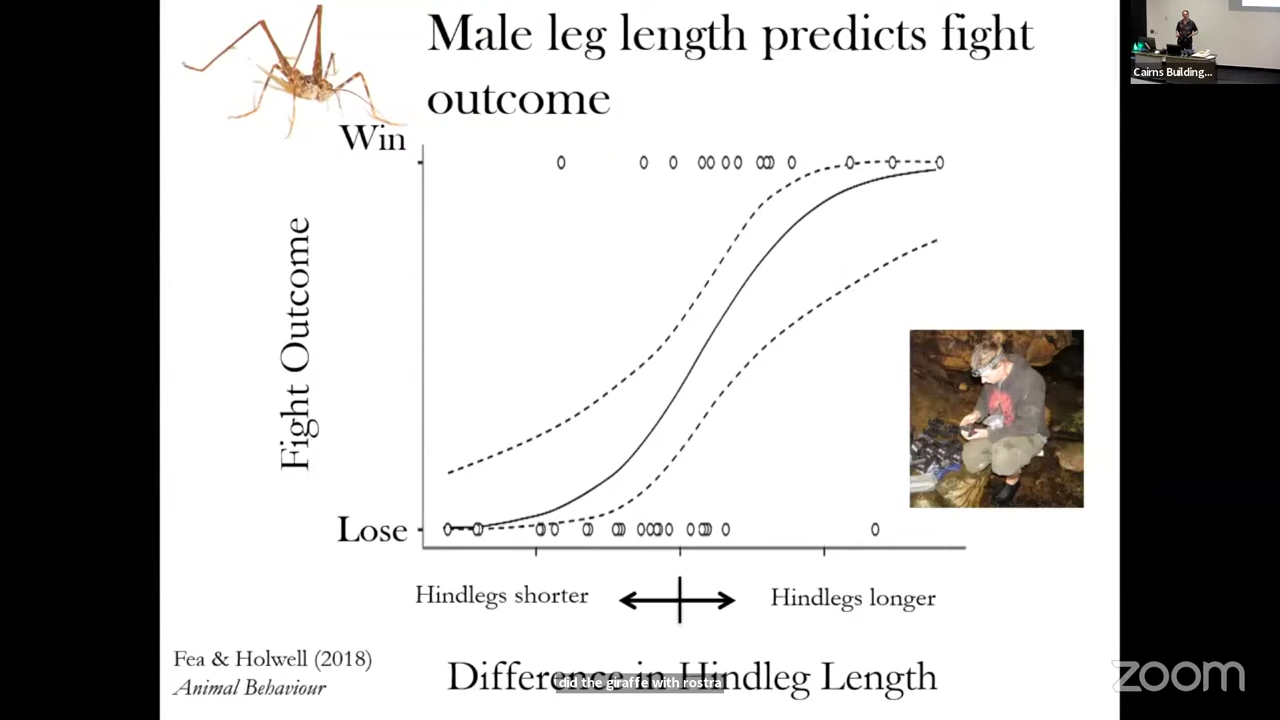 Male leg length predicts fight
outcome
Cairns Building...
Win
Fight Outcome
Lose
Hindlegs shorter
Hindlegs longer
Fea & Holwell (2018)
Animal Behaviour
Difference in Hindleg Length
did the giraffe with rostra
zoom